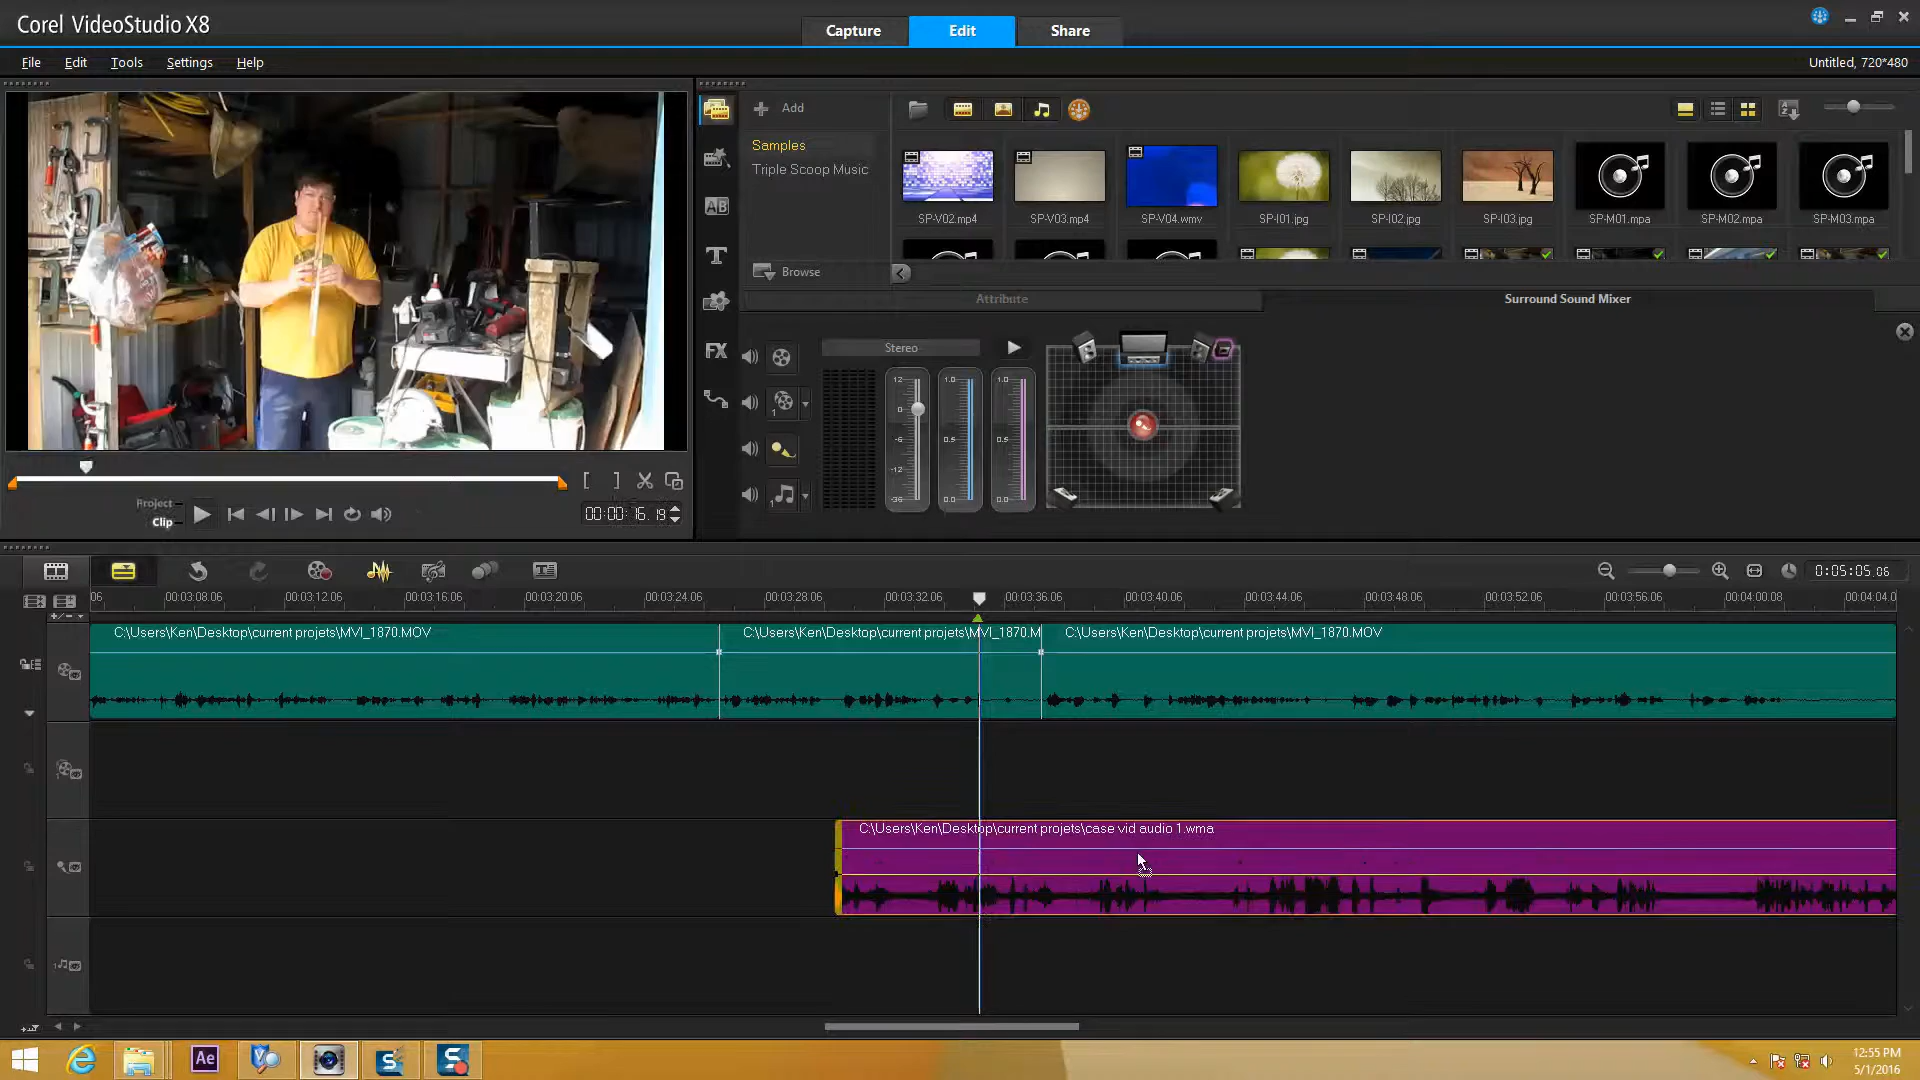 Corel VideoStudio X8
Capture
Edit
Share
File
Edit
Tools
Settings
Help
Untitled, 720*480
Add
Samples
Triple Scoop Music
Browse
SP-V02.mp4
SP-V03.mp4
SP-V04.wmv
SP-I01.jpg
SP-I02.jpg
SP-I03.jpg
SP-M01.mpa
SP-M02.mpa
SP-M03.mpa
Attribute
Surround Sound Mixer
AB
T
FX
Stereo
12
0
-6
-12
-36
1.0
0.5
0.0
1.0
0.5
0.0
Project
Clip
00:00:16.19
0:05:05.06
06
00:03:08.06
00:03:12.06
00:03:16.06
00:03:20.06
00:03:24.06
00:03:28.06
00:03:32.06
00:03:36.06
00:03:40.06
00:03:44.06
00:03:48.06
00:03:52.06
00:03:56.06
00:04:00.08
00:04:04.0
C:\Users\Ken\Desktop\current projets\MVI_1870.MOV
C:\Users\Ken\Desktop\current projets\MVI_1870.M
C:\Users\Ken\Desktop\current projets\MVI_1870.MOV
C:\Users\Ken\Desktop\current projets\case vid audio 1.wma
Ae
12:55 PM
5/1/2016